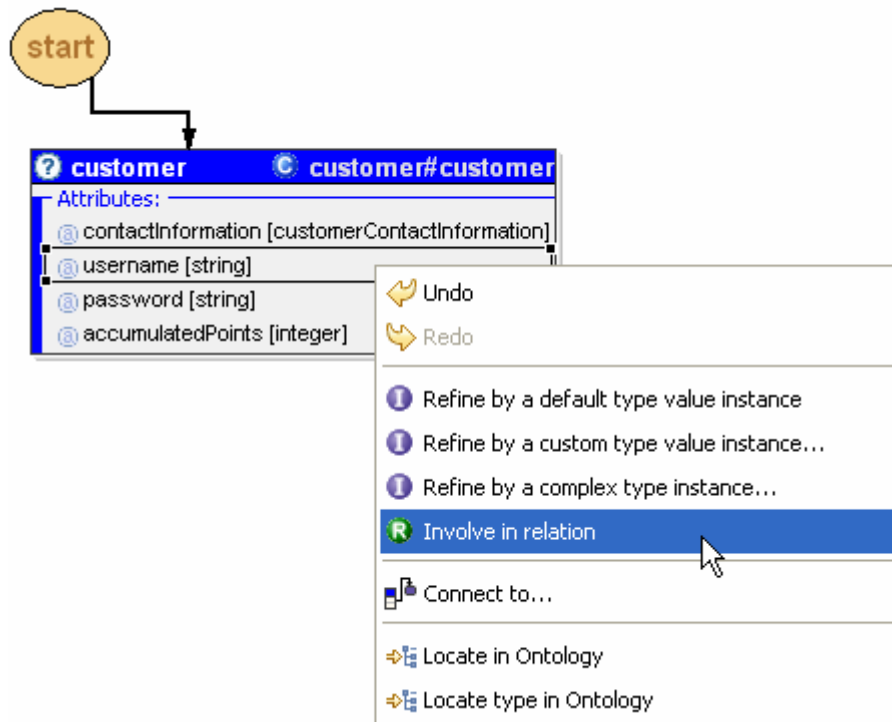 start
customer customer#customer
Attributes:
contactInformation [customerContactInformation]
username [string]
password [string]
accumulatedPoints [integer]
Undo
Redo
Refine by a default type value instance
Refine by a custom type value instance...
Refine by a complex type instance...
Involve in relation
Connect to...
Locate in Ontology
Locate type in Ontology